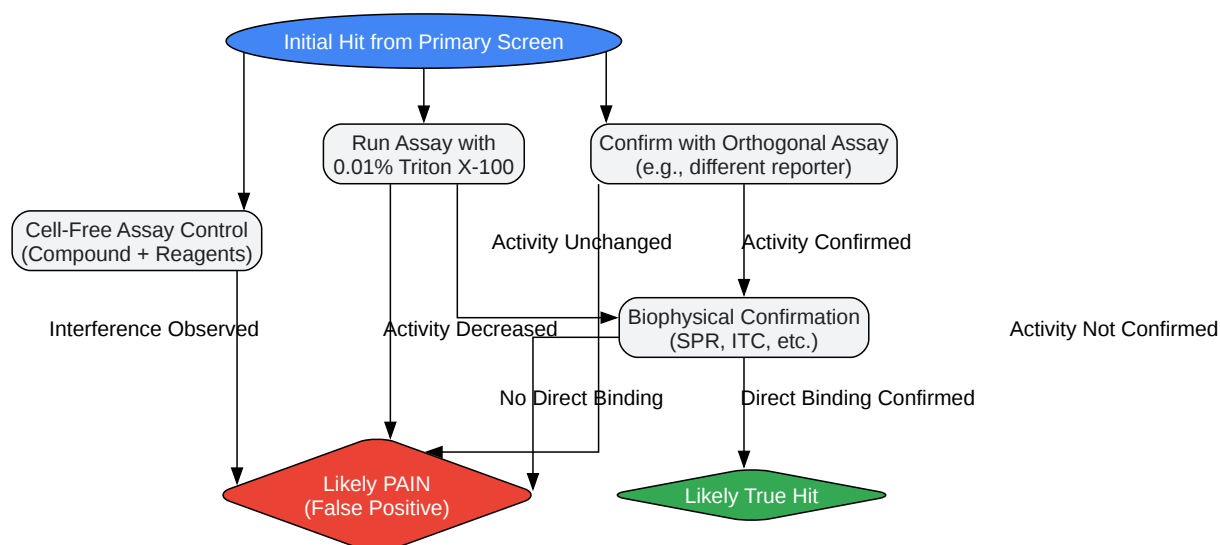 Initial Hit from Primary Screen
Run Assay with
0.01% Triton X-100
Confirm with Orthogonal Assay
(e.g., different reporter)
Cell-Free Assay Control
(Compound + Reagents)
Activity Unchanged
Activity Confirmed
Interference Observed
Activity Decreased
Biophysical Confirmation
(SPR, ITC, etc.)
Activity Not Confirmed
No Direct Binding
Direct Binding Confirmed
Likely PAIN
(False Positive)
Likely True Hit